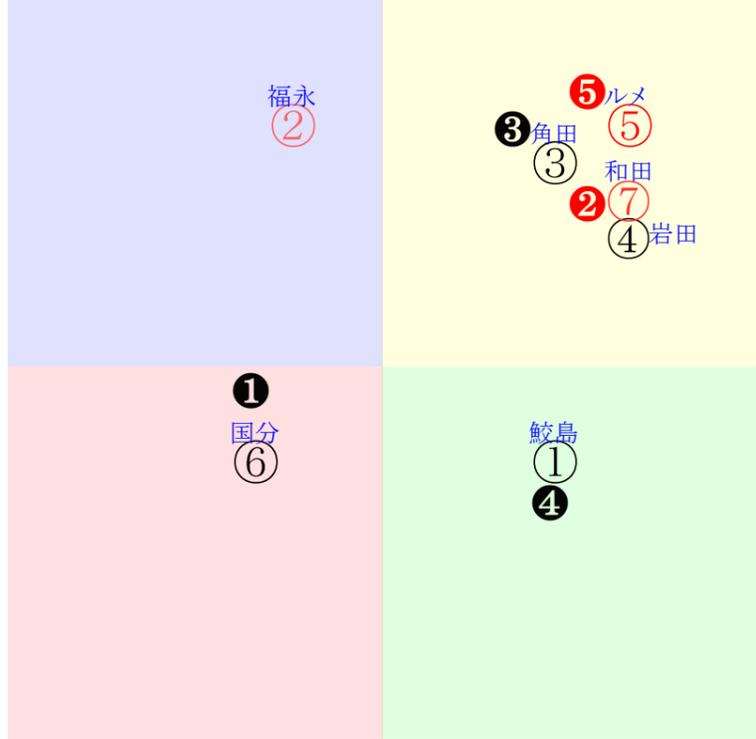 ❺ルメ
福永
②
⑤
❸角田
③
和田
❷⑦
④岩田
❶
国分
⑥
鮫島
①
❹